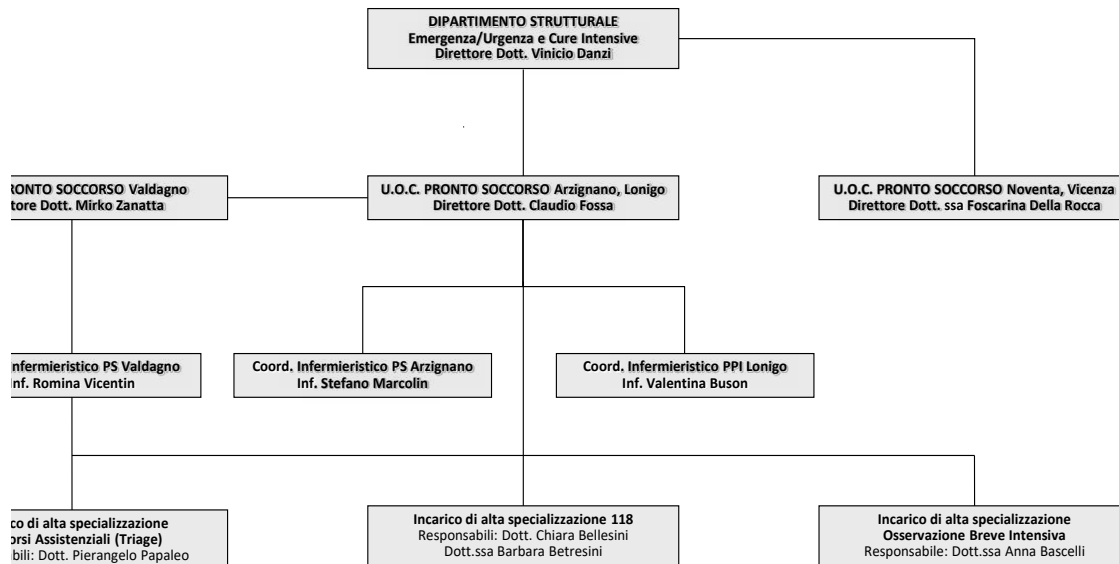 DIPARTIMENTO STRUTTURALE
Emergenza/Urgenza e Cure Intensive
Direttore Dott. Vinicio Danzi
RONTO SOCCORSO Valdagno
tore Dott. Mirko Zanatta
U.O.C. PRONTO SOCCORSO Arzignano, Lonigo
Direttore Dott. Claudio Fossa
U.O.C. PRONTO SOCCORSO Noventa, Vicenza
Direttore Dott. ssa Foscarina Della Rocca
nfermieristico PS Valdagno
Inf. Romina Vicentin
Coord. Infermieristico PS Arzignano
Inf. Stefano Marcolin
Coord. Infermieristico PPI Lonigo
Inf. Valentina Buson
co di alta specializzazione
orsi Assistenziali (Triage)
bili: Dott. Pierangelo Papaleo
Incarico di alta specializzazione 118
Responsabili: Dott. Chiara Bellesini
Dott.ssa Barbara Betresini
Incarico di alta specializzazione
Osservazione Breve Intensiva
Responsabile: Dott.ssa Anna Bascelli